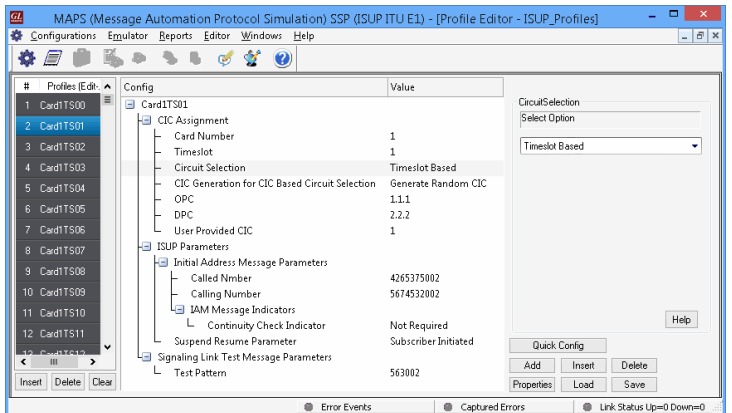 GL MAPS (Message Automation Protocol Simulation) SSP (ISUP ITU E1) - [Profile Editor - ISUP_Profiles]
Configurations Emulator Reports Editor Windows Help
# Profiles (Edit-
1 Card1TS00
2 Card1TS01
3 Card1TS02
4 Card1TS03
5 Card1TS04
6 Card1TS05
7 Card1TS06
8 Card1TS07
9 Card1TS08
10 Card1TS09
11 Card1TS10
12 Card1TS11
13 Card1TS12
Insert Delete Clear
Config Value
Card1TS01
CIC Assignment
Card Number 1
Timeslot 1
Circuit Selection Timeslot Based
CIC Generation for CIC Based Circuit Selection Generate Random CIC
OPC 1.1.1
DPC 2.2.2
User Provided CIC 1
ISUP Parameters
Initial Address Message Parameters
Called Nmber 4265375002
Calling Number 5674532002
IAM Message Indicators
Continuity Check Indicator Not Required
Suspend Resume Parameter Subscriber Initiated
Signaling Link Test Message Parameters
Test Pattern 563002
CircuitSelection
Select Option
Timeslot Based
Help
Quick Config
Add Insert Delete
Properties Load Save
Error Events Captured Errors Link Status Up=0 Down=0